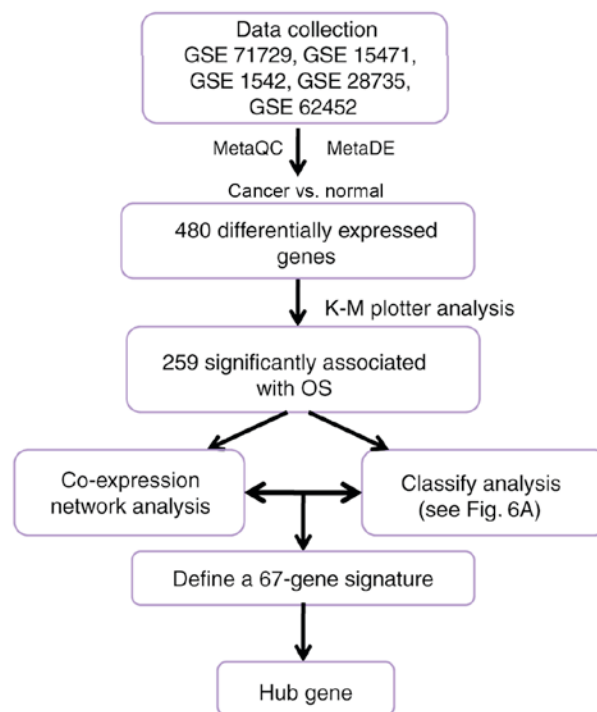 Data collection
GSE 71729, GSE 15471,
GSE 1542, GSE 28735,
GSE 62452
MetaQC MetaDE
Cancer vs. normal
480 differentially expressed
genes
K-M plotter analysis
259 significantly associated
with OS
Co-expression
network analysis
Classify analysis
(see Fig. 6A)
Define a 67-gene signature
Hub gene